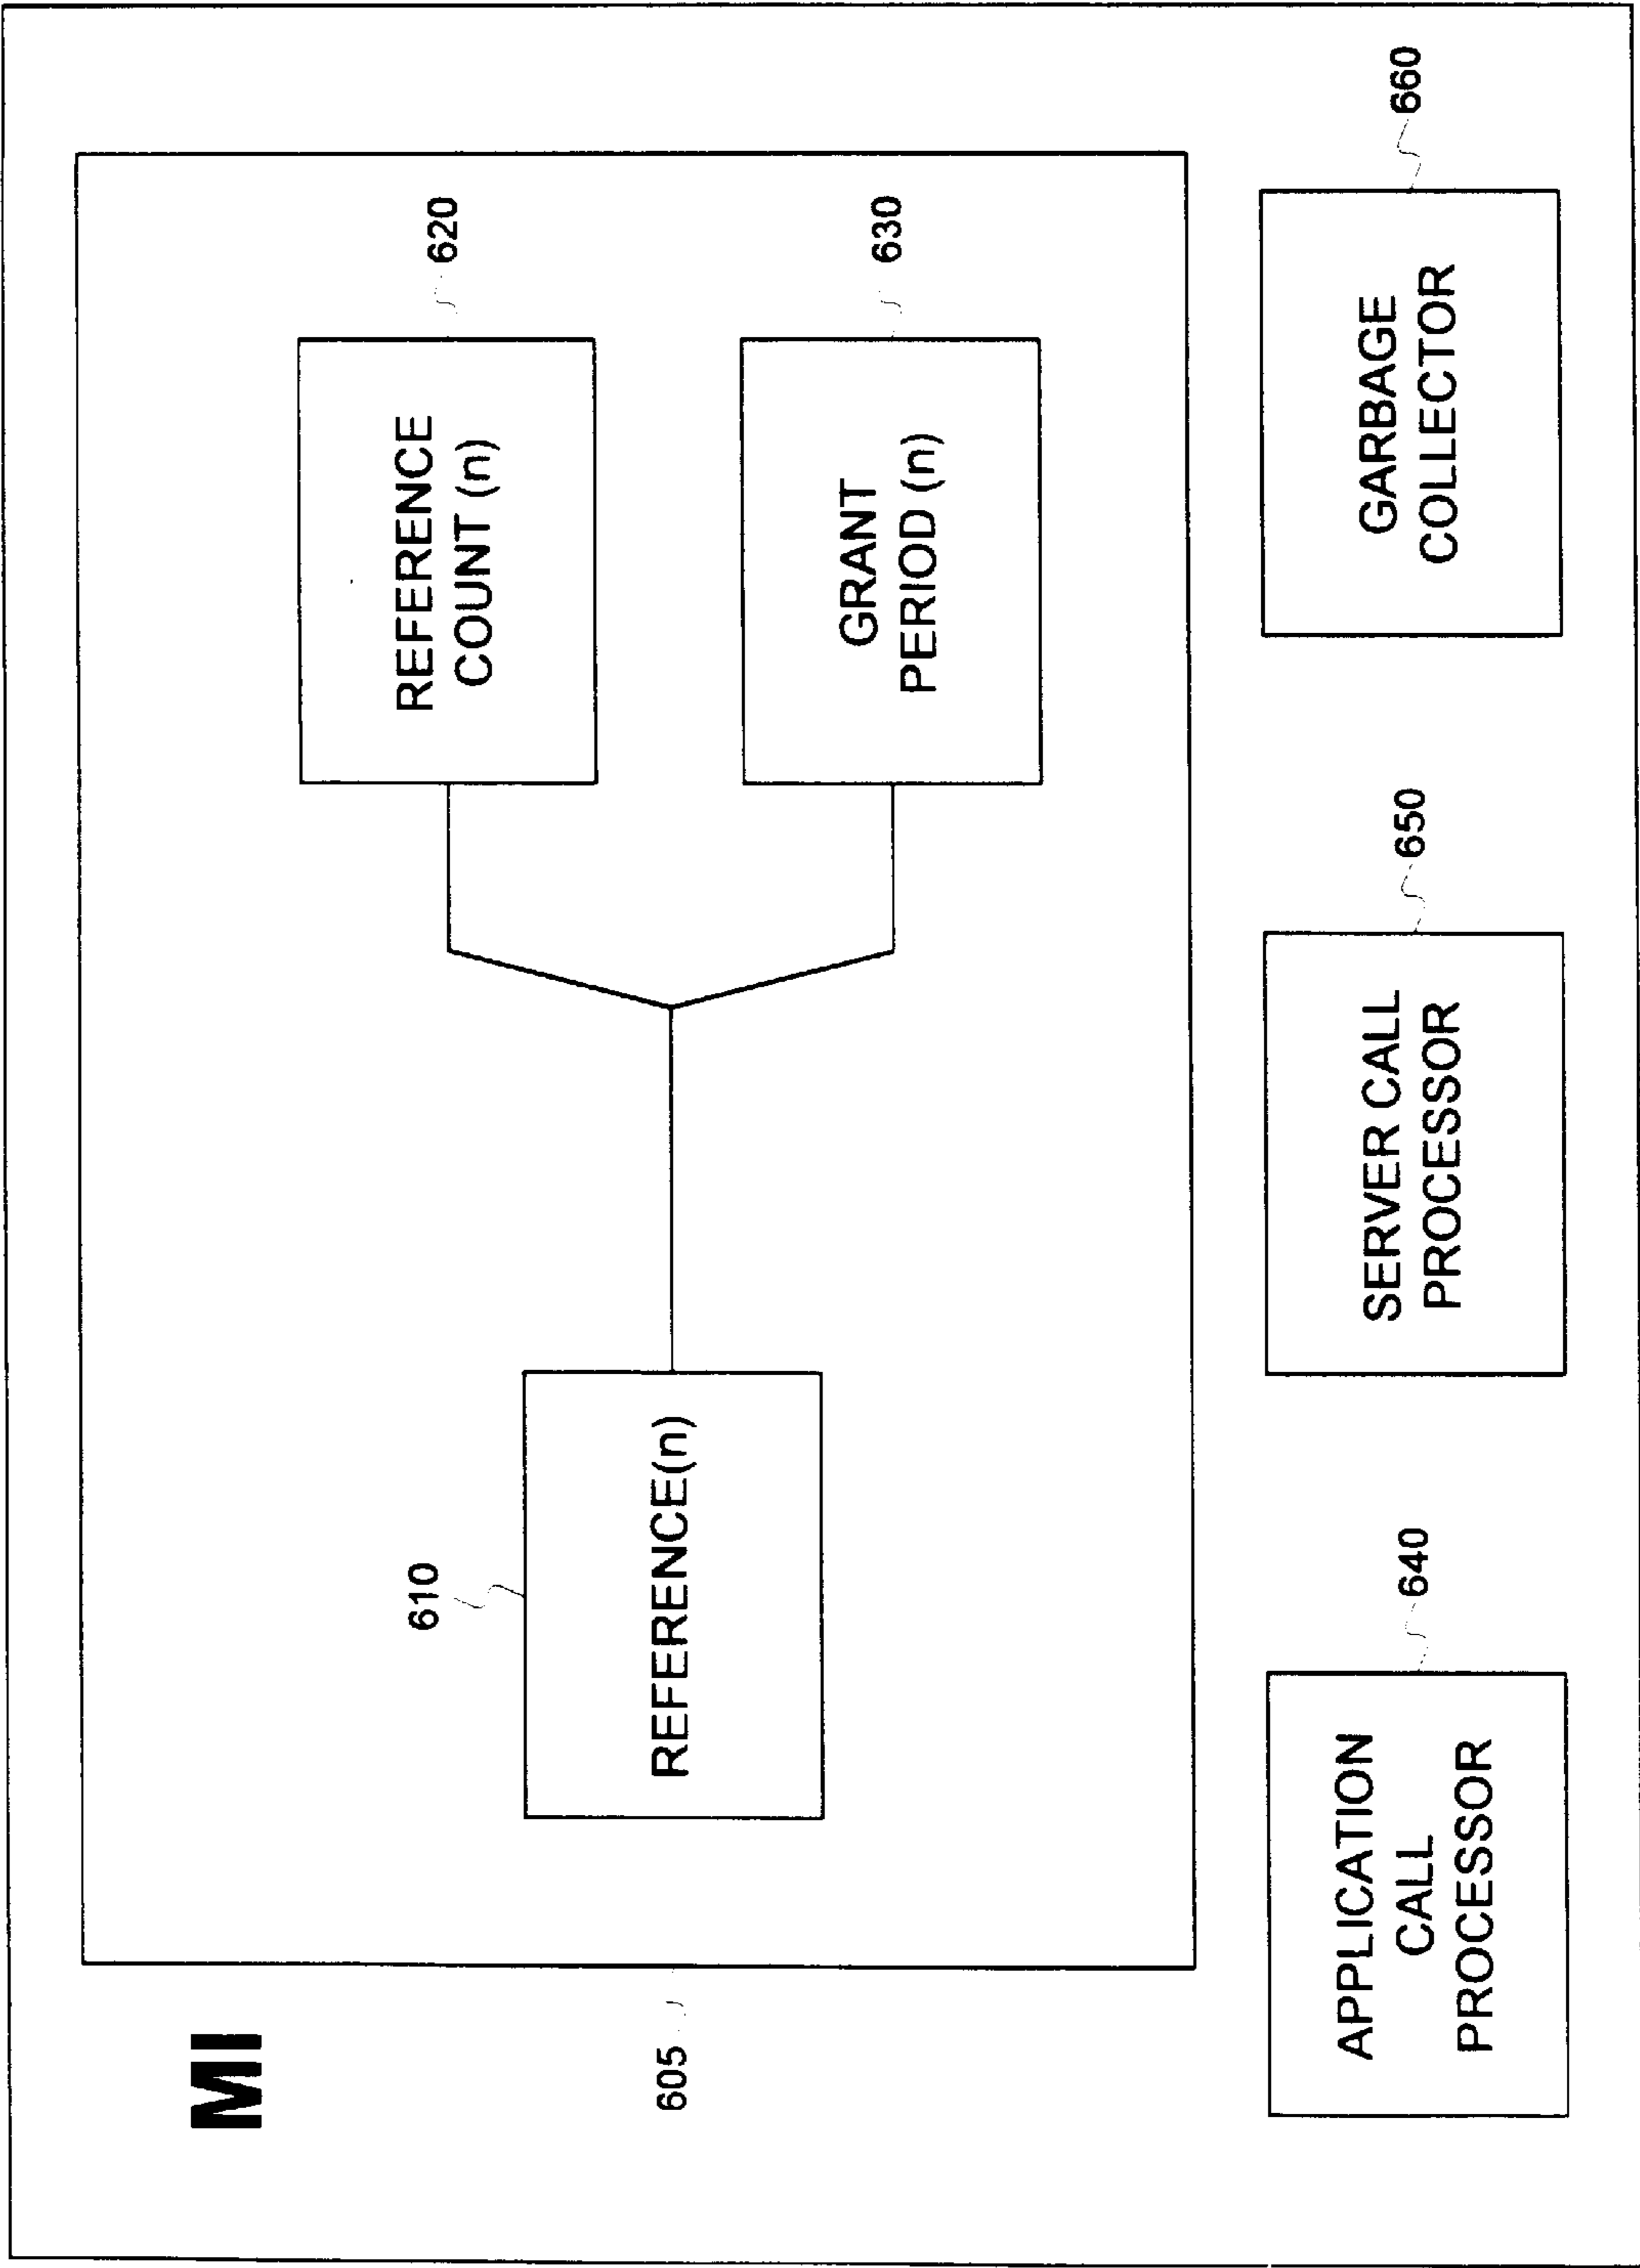 MI
605
610
REFERENCE(n)
REFERENCE
COUNT (n)
620
GRANT
PERIOD (n)
630
APPLICATION
CALL
PROCESSOR
640
SERVER CALL
PROCESSOR
650
GARBAGE
COLLECTOR
660